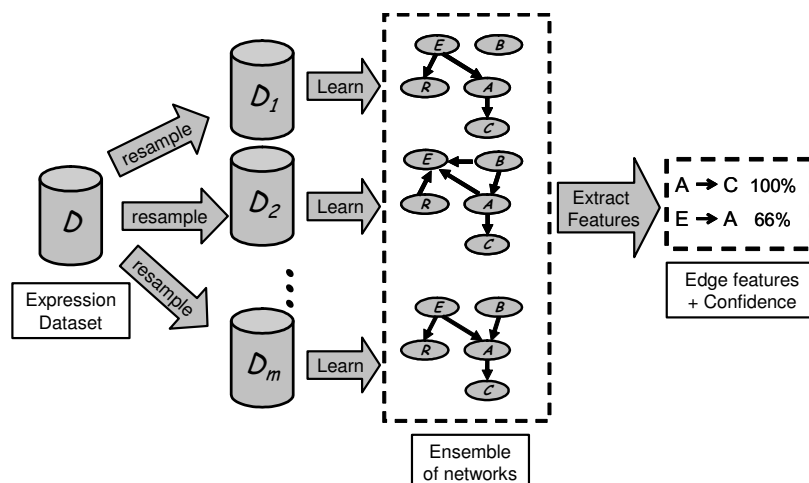 D
Expression
Dataset
resample
resample
resample
D1
D2
Dm
Learn
Learn
Learn
E B
R A
C
E B
R A
C
E B
R A
C
Ensemble
of networks
Extract
Features
A → C 100%
E → A 66%
Edge features
+ Confidence